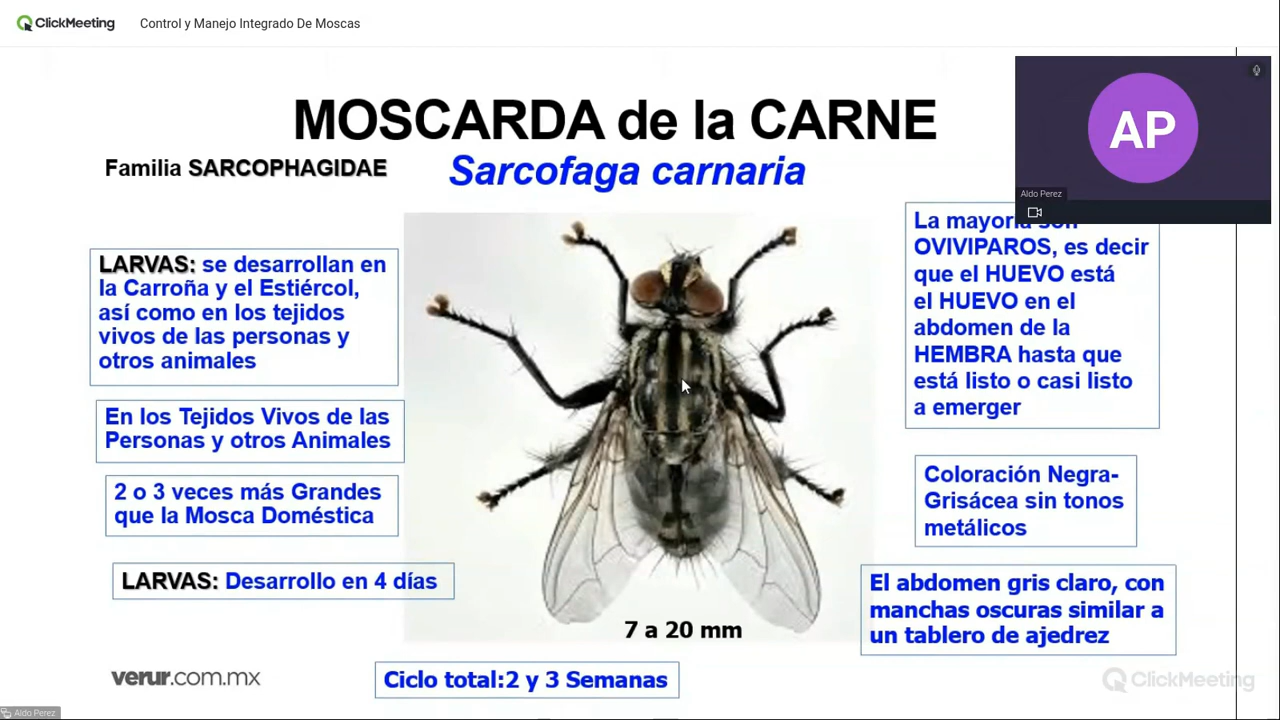 ClickMeeting
Control y Manejo Integrado De Moscas
MOSCARDA de la CARNE
Familia SARCOPHAGIDAE
Sarcofaga carnaria
AP
Aldo Perez
LARVAS: se desarrollan en
la Carroña y el Estiércol,
así como en los tejidos
vivos de las personas y
otros animales
En los Tejidos Vivos de las
Personas y otros Animales
2 o 3 veces más Grandes
que la Mosca Doméstica
LARVAS: Desarrollo en 4 días
La mayoría son
OVIVIPAROS, es decir
que el HUEVO está
el HUEVO en el
abdomen de la
HEMBRA hasta que
está listo o casi listo
a emerger
Coloración Negra-
Grisácea sin tonos
metálicos
El abdomen gris claro, con
manchas oscuras similar a
un tablero de ajedrez
7 a 20 mm
verur.com.mx
Ciclo total:2 y 3 Semanas
ClickMeeting
Aldo Perez